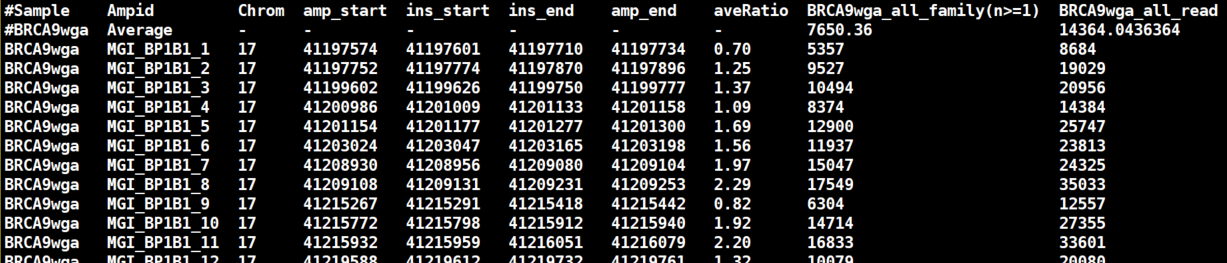 #Sample Ampid Chrom amp_start ins_start ins_end amp_end aveRatio BRCA9wga_all_family(n>=1) BRCA9wga_all_read
#BRCA9wga Average - - - - - - 7650.36 14364.0436364
BRCA9wga MGI_BP1B1_1 17 41197574 41197601 41197710 41197734 0.70 5357 8684
BRCA9wga MGI_BP1B1_2 17 41197752 41197774 41197870 41197896 1.25 9527 19029
BRCA9wga MGI_BP1B1_3 17 41199602 41199626 41199750 41199777 1.37 10494 20956
BRCA9wga MGI_BP1B1_4 17 41200986 41201009 41201133 41201158 1.09 8374 14384
BRCA9wga MGI_BP1B1_5 17 41201154 41201177 41201277 41201300 1.69 12900 25747
BRCA9wga MGI_BP1B1_6 17 41203024 41203047 41203165 41203198 1.56 11937 23813
BRCA9wga MGI_BP1B1_7 17 41208930 41208956 41209080 41209104 1.97 15047 24325
BRCA9wga MGI_BP1B1_8 17 41209108 41209131 41209231 41209253 2.29 17549 35033
BRCA9wga MGI_BP1B1_9 17 41215267 41215291 41215418 41215442 0.82 6304 12557
BRCA9wga MGI_BP1B1_10 17 41215772 41215798 41215912 41215940 1.92 14714 27355
BRCA9wga MGI_BP1B1_11 17 41215932 41215959 41216051 41216079 2.20 16833 33601
BRCA9wga MGI_BP1B1_12 17 41219588 41219612 41219732 41219761 1.32 10079 20080